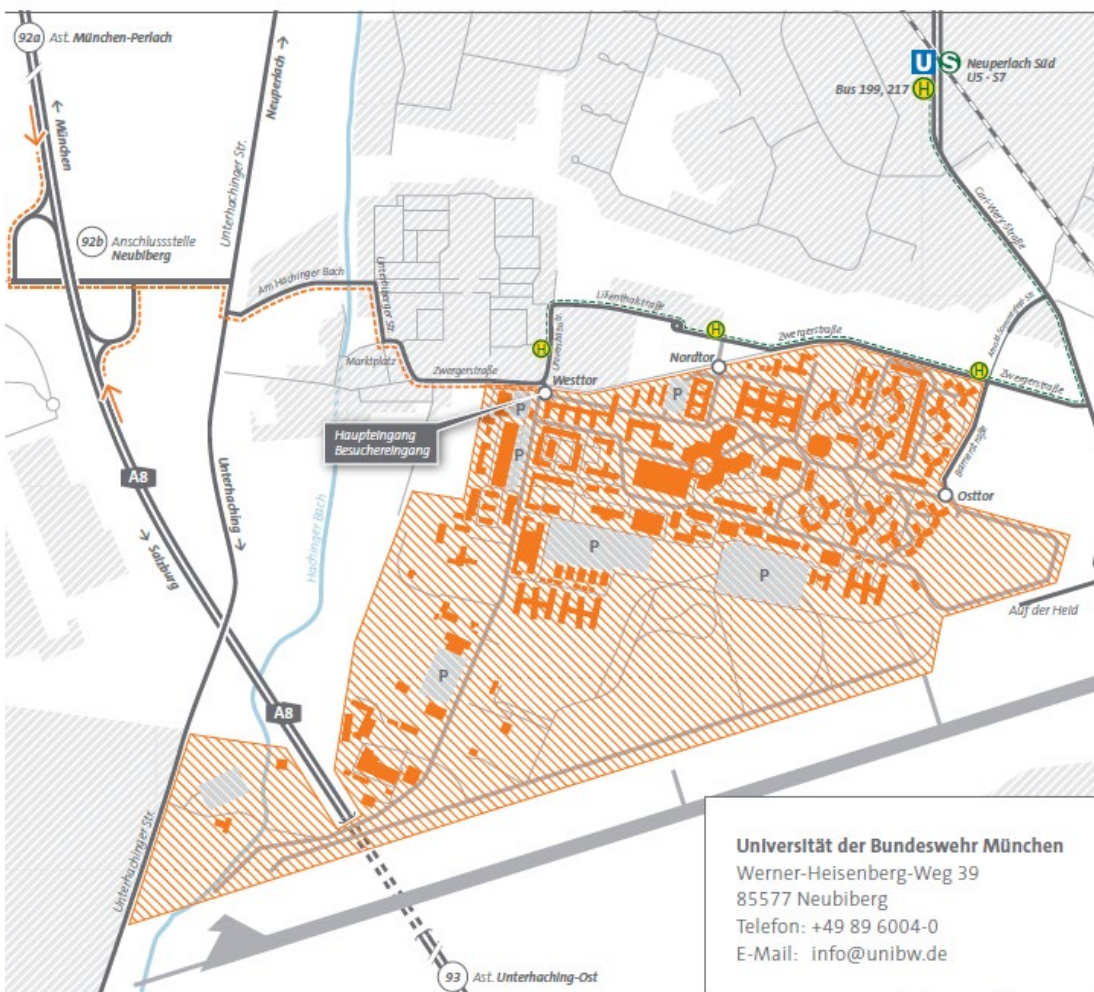 92a Ast. München-Perlach
← München
Neuperlach →
Unterhachinger Str.
U S Neuperlach Süd
U5 · S7
Bus 199, 217 H
Carl-Wery-Straße
92b Anschlussstelle
Neubiberg
Am Hachinger Bach
Unterbiberger Str.
Marktplatz
Zwergerstraße
H
Universitätsstr.
Lilienthalstraße
H
Zwergerstraße
H
Zwergerstraße
Nordtor
Westtor
P
P
P
Haupteingang
Besuchereingang
Osttor
A8
Unterhaching →
→ Salzburg
Hachinger Bach
P
P
Auf der Heid
P
A8
Unterhachinger Str.
93 Ast. Unterhaching-Ost
Universität der Bundeswehr München
Werner-Heisenberg-Weg 39
85577 Neubiberg
Telefon: +49 89 6004-0
E-Mail: info@unibw.de